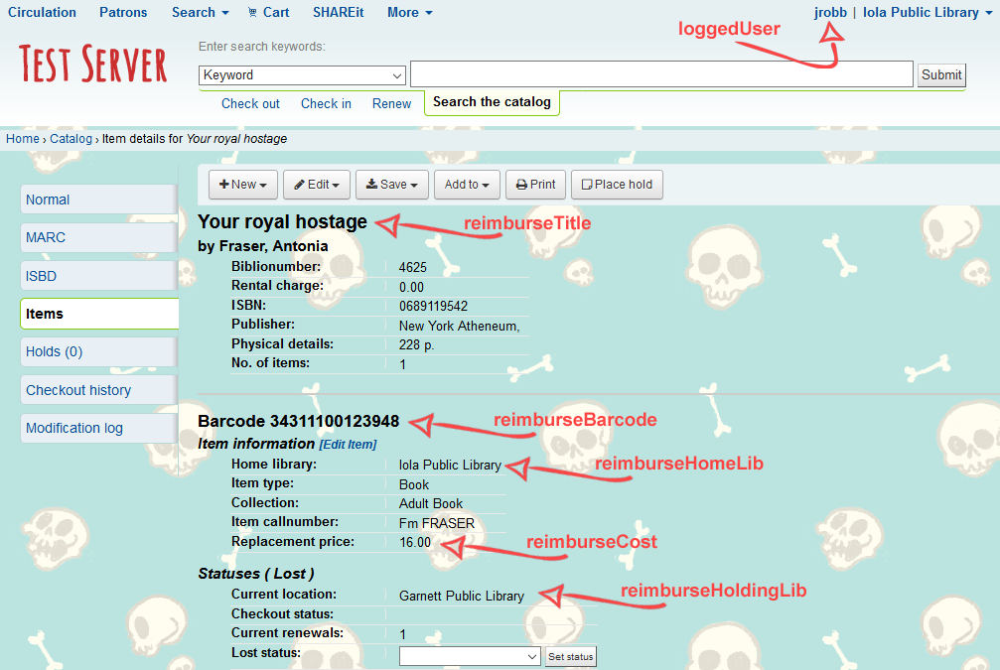 Circulation Patrons Search Cart SHAREit More jrobb | Iola Public Library
loggedUser
TEST SERVER
Enter search keywords:
Keyword Submit
Check out Check in Renew Search the catalog
Home › Catalog › Item details for Your royal hostage
New Edit Save Add to Print Place hold
Normal
MARC
ISBD
Items
Holds (0)
Checkout history
Modification log
Your royal hostage reimburseTitle
by Fraser, Antonia
Biblionumber: 4625
Rental charge: 0.00
ISBN: 0689119542
Publisher: New York Atheneum,
Physical details: 228 p.
No. of items: 1
Barcode 34311100123948 reimburseBarcode
Item information [Edit Item]
Home library: Iola Public Library reimburseHomeLib
Item type: Book
Collection: Adult Book
Item callnumber: Fm FRASER
Replacement price: 16.00 reimburseCost
Statuses ( Lost )
Current location: Garnett Public Library reimburseHoldingLib
Checkout status:
Current renewals: 1
Lost status: Set status